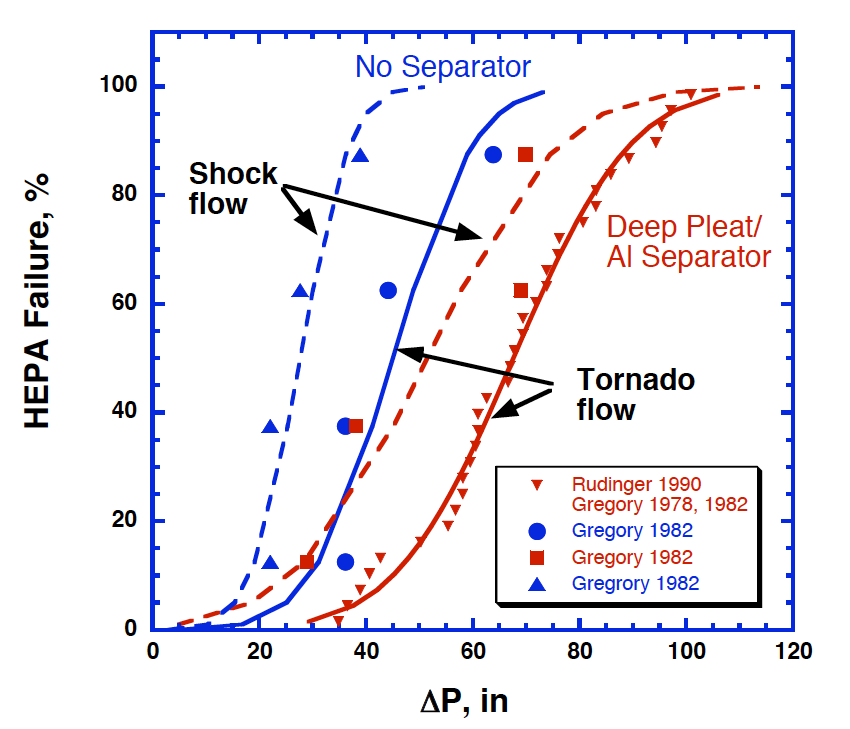 No Separator
Shock
flow
Deep Pleat/
Al Separator
Tornado
flow
Rudinger 1990
Gregory 1978, 1982
Gregory 1982
Gregory 1982
Gregrory 1982
HEPA Failure, %
100
80
60
40
20
0
0 20 40 60 80 100 120
ΔP, in